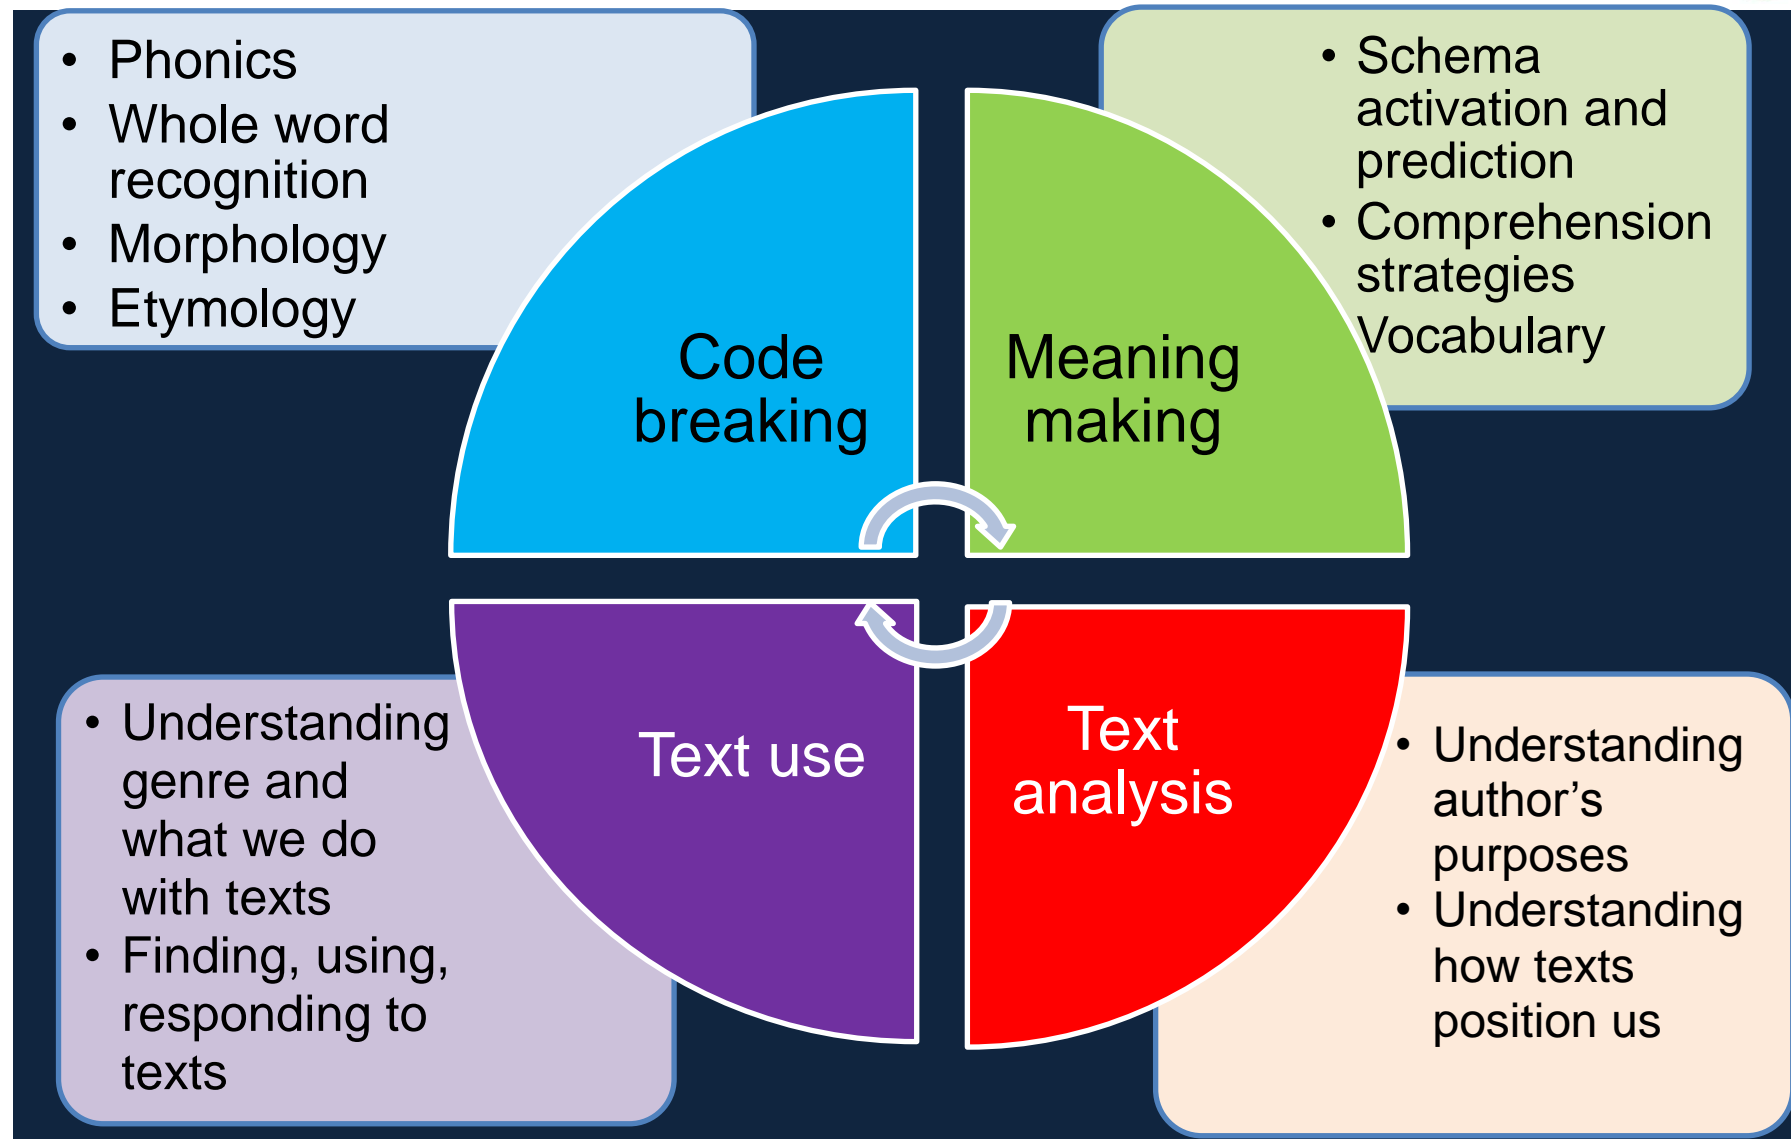 • Phonics
• Whole word
recognition
• Morphology
• Etymology
Code
breaking
• Schema
activation and
prediction
• Comprehension
strategies
Vocabulary
Meaning
making
• Understanding
genre and
what we do
with texts
• Finding, using,
responding to
texts
Text use
Text
analysis
• Understanding
author’s
purposes
• Understanding
how texts
position us